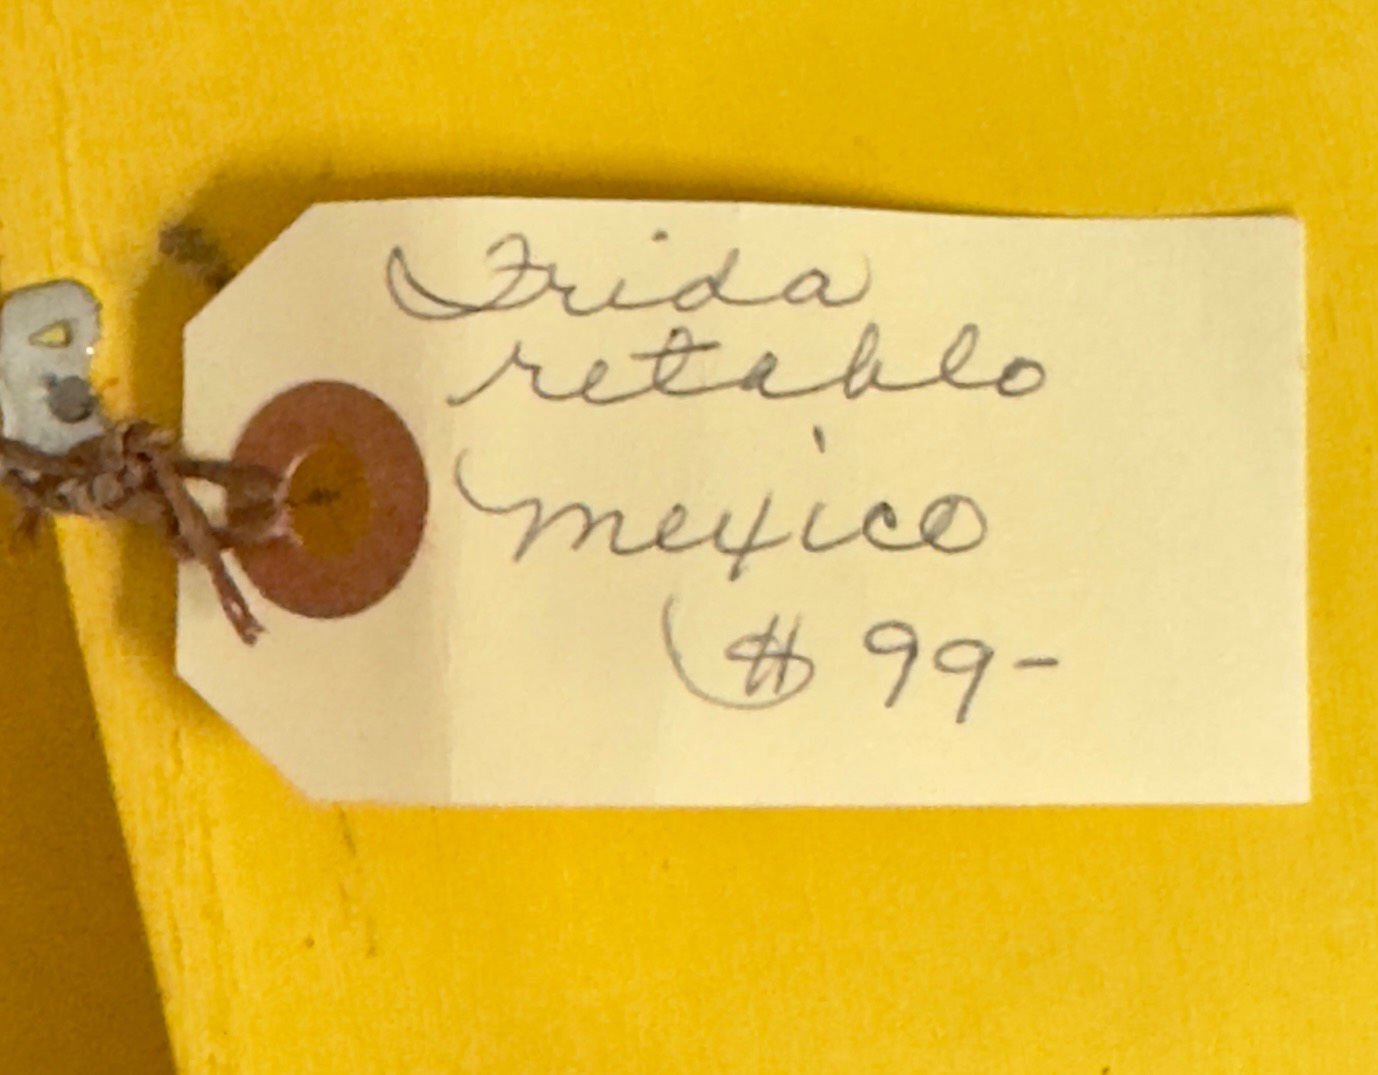 Frida
retablo
mexico
$ 99-